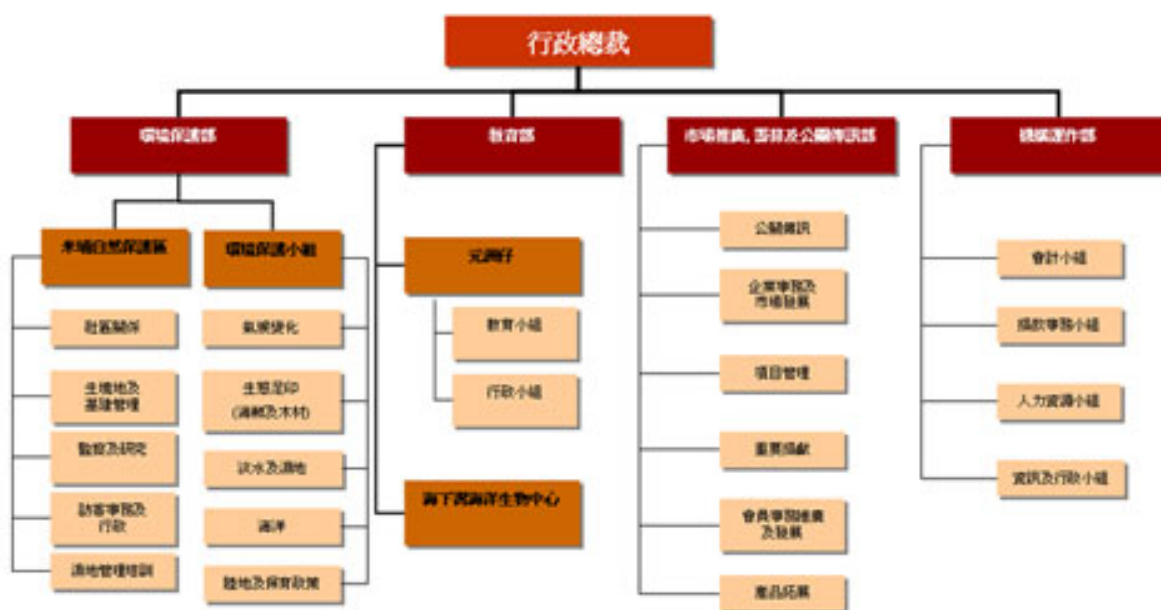 行政總裁
環境保護部
教育部
市場推廣, 籌募及公關傳訊部
機構運作部
米埔自然保護區
環境保護小組
元洲仔
海下灣海洋生物中心
社區關係
生境地及
基建管理
監察及研究
訪客事務及
行政
濕地管理培訓
氣候變化
生態足印
(海鮮及木材)
淡水及濕地
海洋
陸地及保育政策
教育小組
行政小組
公關傳訊
企業事務及
市場發展
項目管理
重要捐獻
會員事務推廣
及發展
產品拓展
會計小組
捐款事務小組
人力資源小組
資訊及行政小組